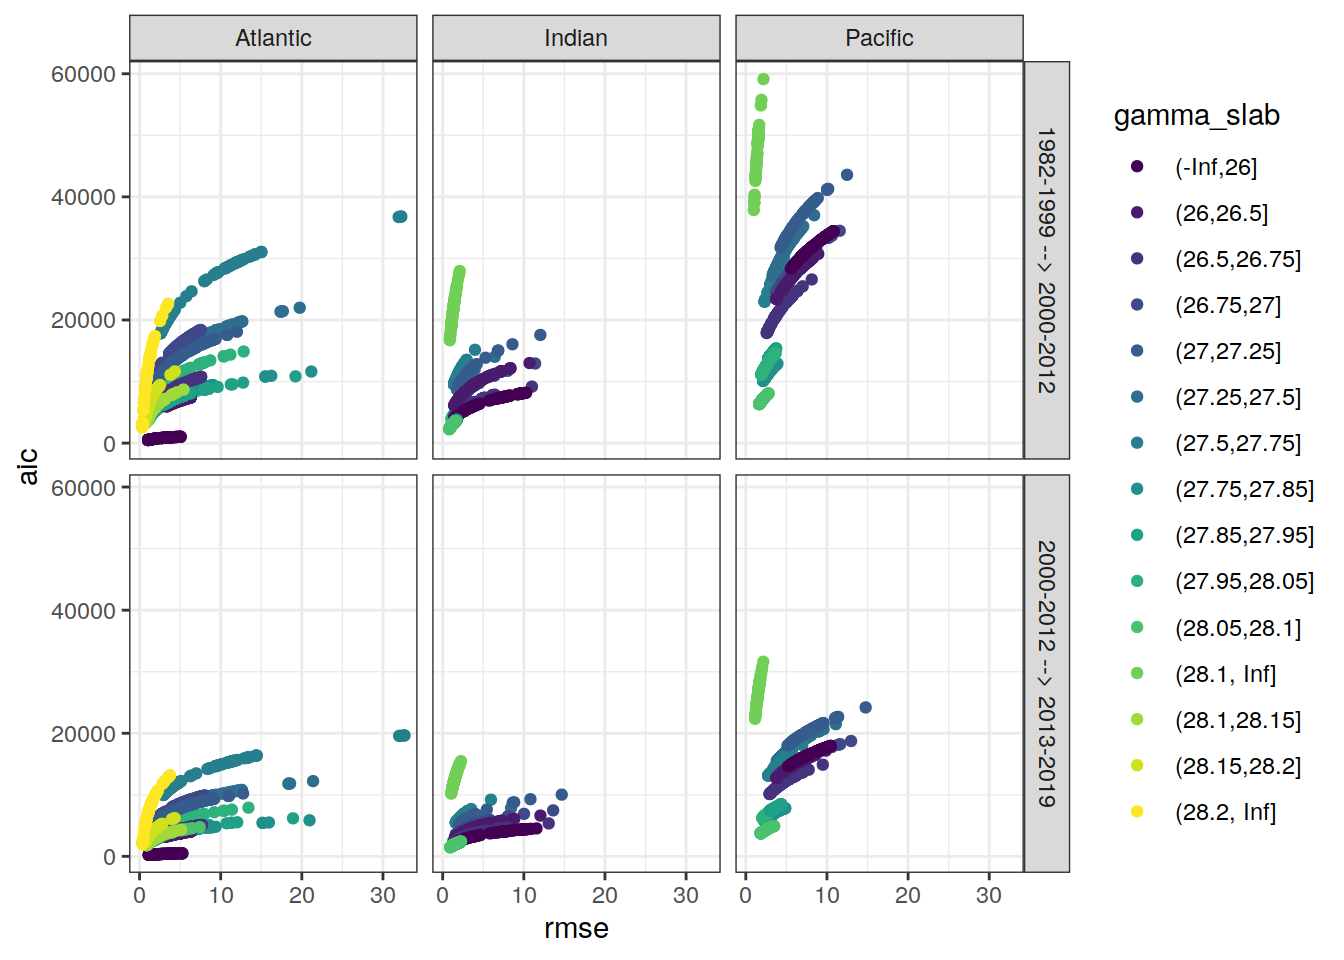 Atlantic
Indian
Pacific
60000
40000
20000
0
1982-1999 --> 2000-2012
60000
40000
20000
0
2000-2012 --> 2013-2019
0 10 20 30
0 10 20 30
0 10 20 30
rmse
aic
gamma_slab
(-Inf,26]
(26,26.5]
(26.5,26.75]
(26.75,27]
(27,27.25]
(27.25,27.5]
(27.5,27.75]
(27.75,27.85]
(27.85,27.95]
(27.95,28.05]
(28.05,28.1]
(28.1, Inf]
(28.1,28.15]
(28.15,28.2]
(28.2, Inf]